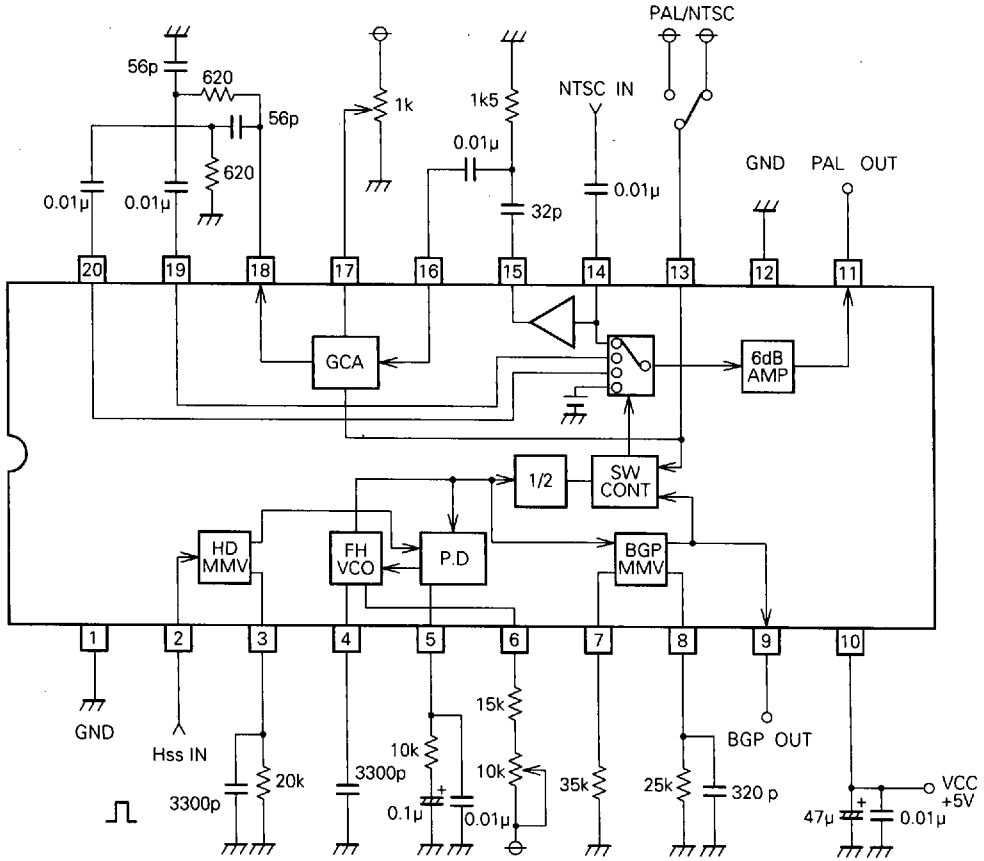 PAL/NTSC
56p
620
1k
1k5
NTSC IN
56p
0.01µ
GND
PAL OUT
620
0.01µ
0.01µ
32p
0.01µ
20
19
18
17
16
15
14
13
12
11
GCA
6dB
AMP
1/2
SW
CONT
HD
MMV
FH
VCO
P.D
BGP
MMV
1
2
3
4
5
6
7
8
9
10
GND
Hss IN
15k
BGP OUT
3300p
20k
3300p
10k
+
0.1µ
0.01µ
10k
35k
25k
320 p
VCC
+5V
47µ
+
0.01µ